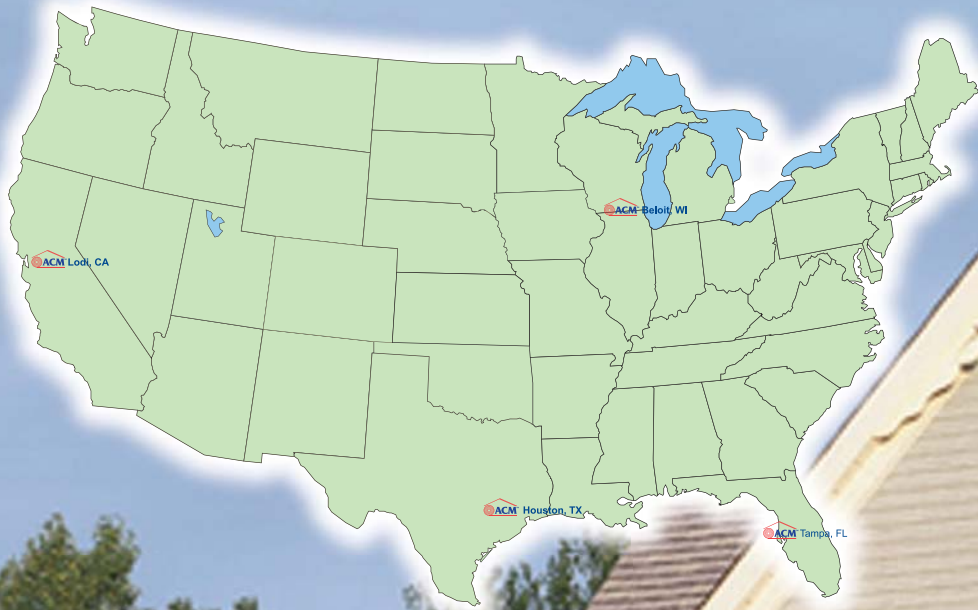 ACM Beloit, WI
ACM Lodi, CA
ACM Houston, TX
ACM Tampa, FL